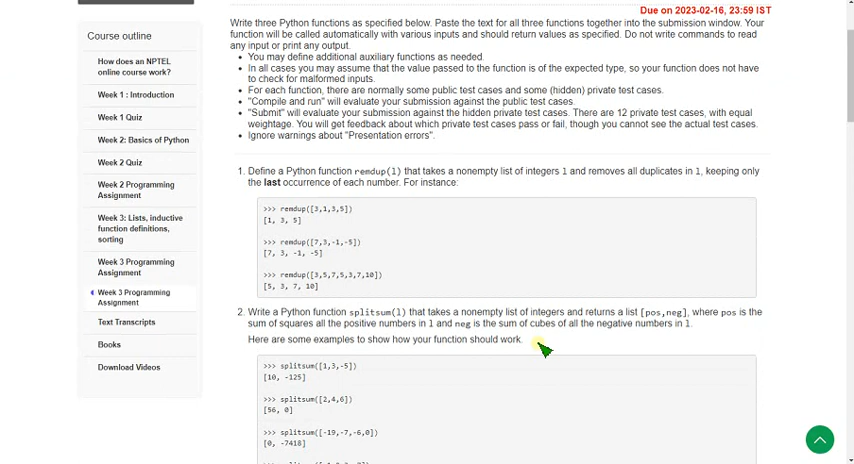 Due on 2023-02-16, 23:59 IST
Course outline
How does an NPTEL
online course work?
Week 1 : Introduction
Week 1 Quiz
Week 2: Basics of Python
Week 2 Quiz
Week 2 Programming
Assignment
Week 3: Lists, inductive
function definitions,
sorting
Week 3 Programming
Assignment
Week 3 Programming
Assignment
Text Transcripts
Books
Download Videos
Write three Python functions as specified below. Paste the text for all three functions together into the submission window. Your
function will be called automatically with various inputs and should return values as specified. Do not write commands to read
any input or print any output.
• You may define additional auxiliary functions as needed.
• In all cases you may assume that the value passed to the function is of the expected type, so your function does not have
to check for malformed inputs.
• For each function, there are normally some public test cases and some (hidden) private test cases.
• "Compile and run" will evaluate your submission against the public test cases.
• "Submit" will evaluate your submission against the hidden private test cases. There are 12 private test cases, with equal
weightage. You will get feedback about which private test cases pass or fail, though you cannot see the actual test cases.
• Ignore warnings about "Presentation errors".
1. Define a Python function remdup(l) that takes a nonempty list of integers l and removes all duplicates in l, keeping only
the last occurrence of each number. For instance:
>>> remdup([3,1,3,5])
[1, 3, 5]
>>> remdup([7,3,-1,-5])
[7, 3, -1, -5]
>>> remdup([3,5,7,5,3,7,10])
[5, 3, 7, 10]
2. Write a Python function splitsum(l) that takes a nonempty list of integers and returns a list [pos,neg], where pos is the
sum of squares all the positive numbers in l and neg is the sum of cubes of all the negative numbers in l.
Here are some examples to show how your function should work.
>>> splitsum([1,3,-5])
[10, -125]
>>> splitsum([2,4,6])
[56, 0]
>>> splitsum([-19,-7,-6,0])
[0, -7418]